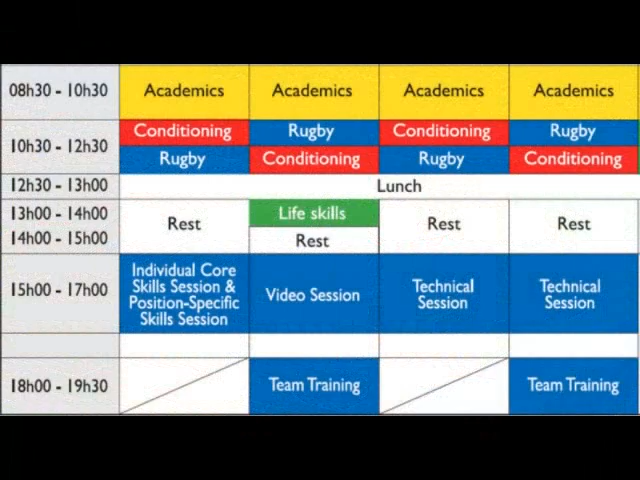 08h30 - 10h30 Academics Academics Academics Academics
10h30 - 12h30
Conditioning Rugby Conditioning Rugby
Rugby Conditioning Rugby Conditioning
12h30 - 13h00 Lunch
13h00 - 14h00 Life skills
Rest Rest Rest
14h00 - 15h00 Rest
15h00 - 17h00
Individual Core
Skills Session &
Position-Specific
Skills Session
Video Session
Technical
Session
Technical
Session
18h00 - 19h30 Team Training Team Training